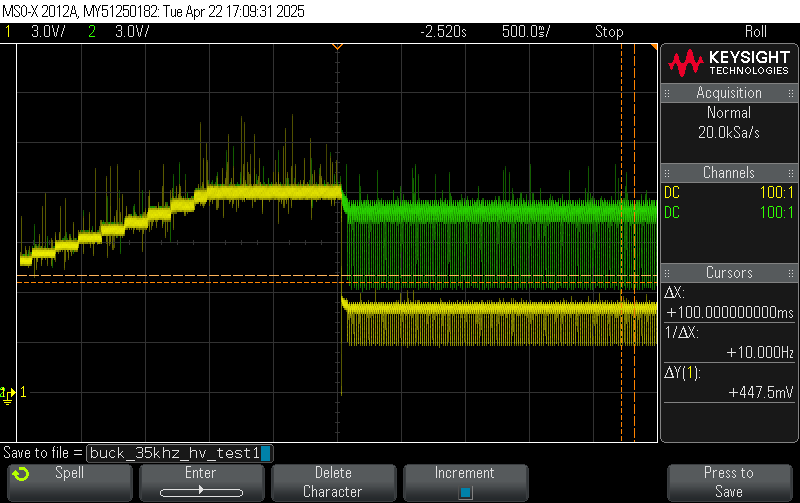 MSO-X 2012A, MY51250182: Tue Apr 22 17:09:31 2025
1 3.0V/ 2 3.0V/ -2.520s 500.0ms/ Stop Roll
KEYSIGHT
TECHNOLOGIES
Acquisition
Normal
20.0kSa/s
Channels
DC 100:1
DC 100:1
Cursors
ΔX:
+100.000000000ms
1/ΔX:
+10.000Hz
ΔY(1):
+447.5mV
1
Save to file = buck_35khz_hv_test1
Spell
Enter
Delete
Character
Increment
Press to
Save